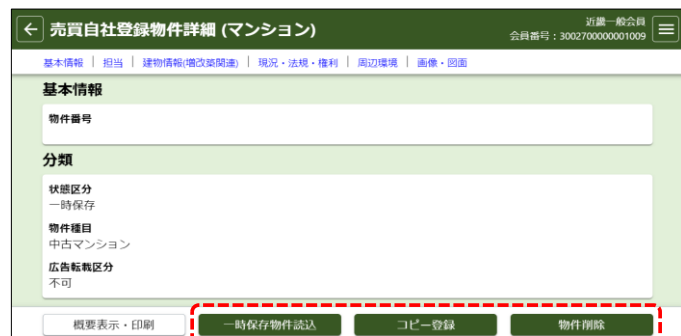 売買自社登録物件詳細 (マンション)
近畿一般会員
会員番号：3002700000001009
基本情報 | 担当 | 建物情報(増改築関連) | 現況・法規・権利 | 周辺環境 | 画像・図面
基本情報
物件番号
分類
状態区分
一時保存
物件種目
中古マンション
広告転載区分
不可
概要表示・印刷 一時保存物件読込 コピー登録 物件削除